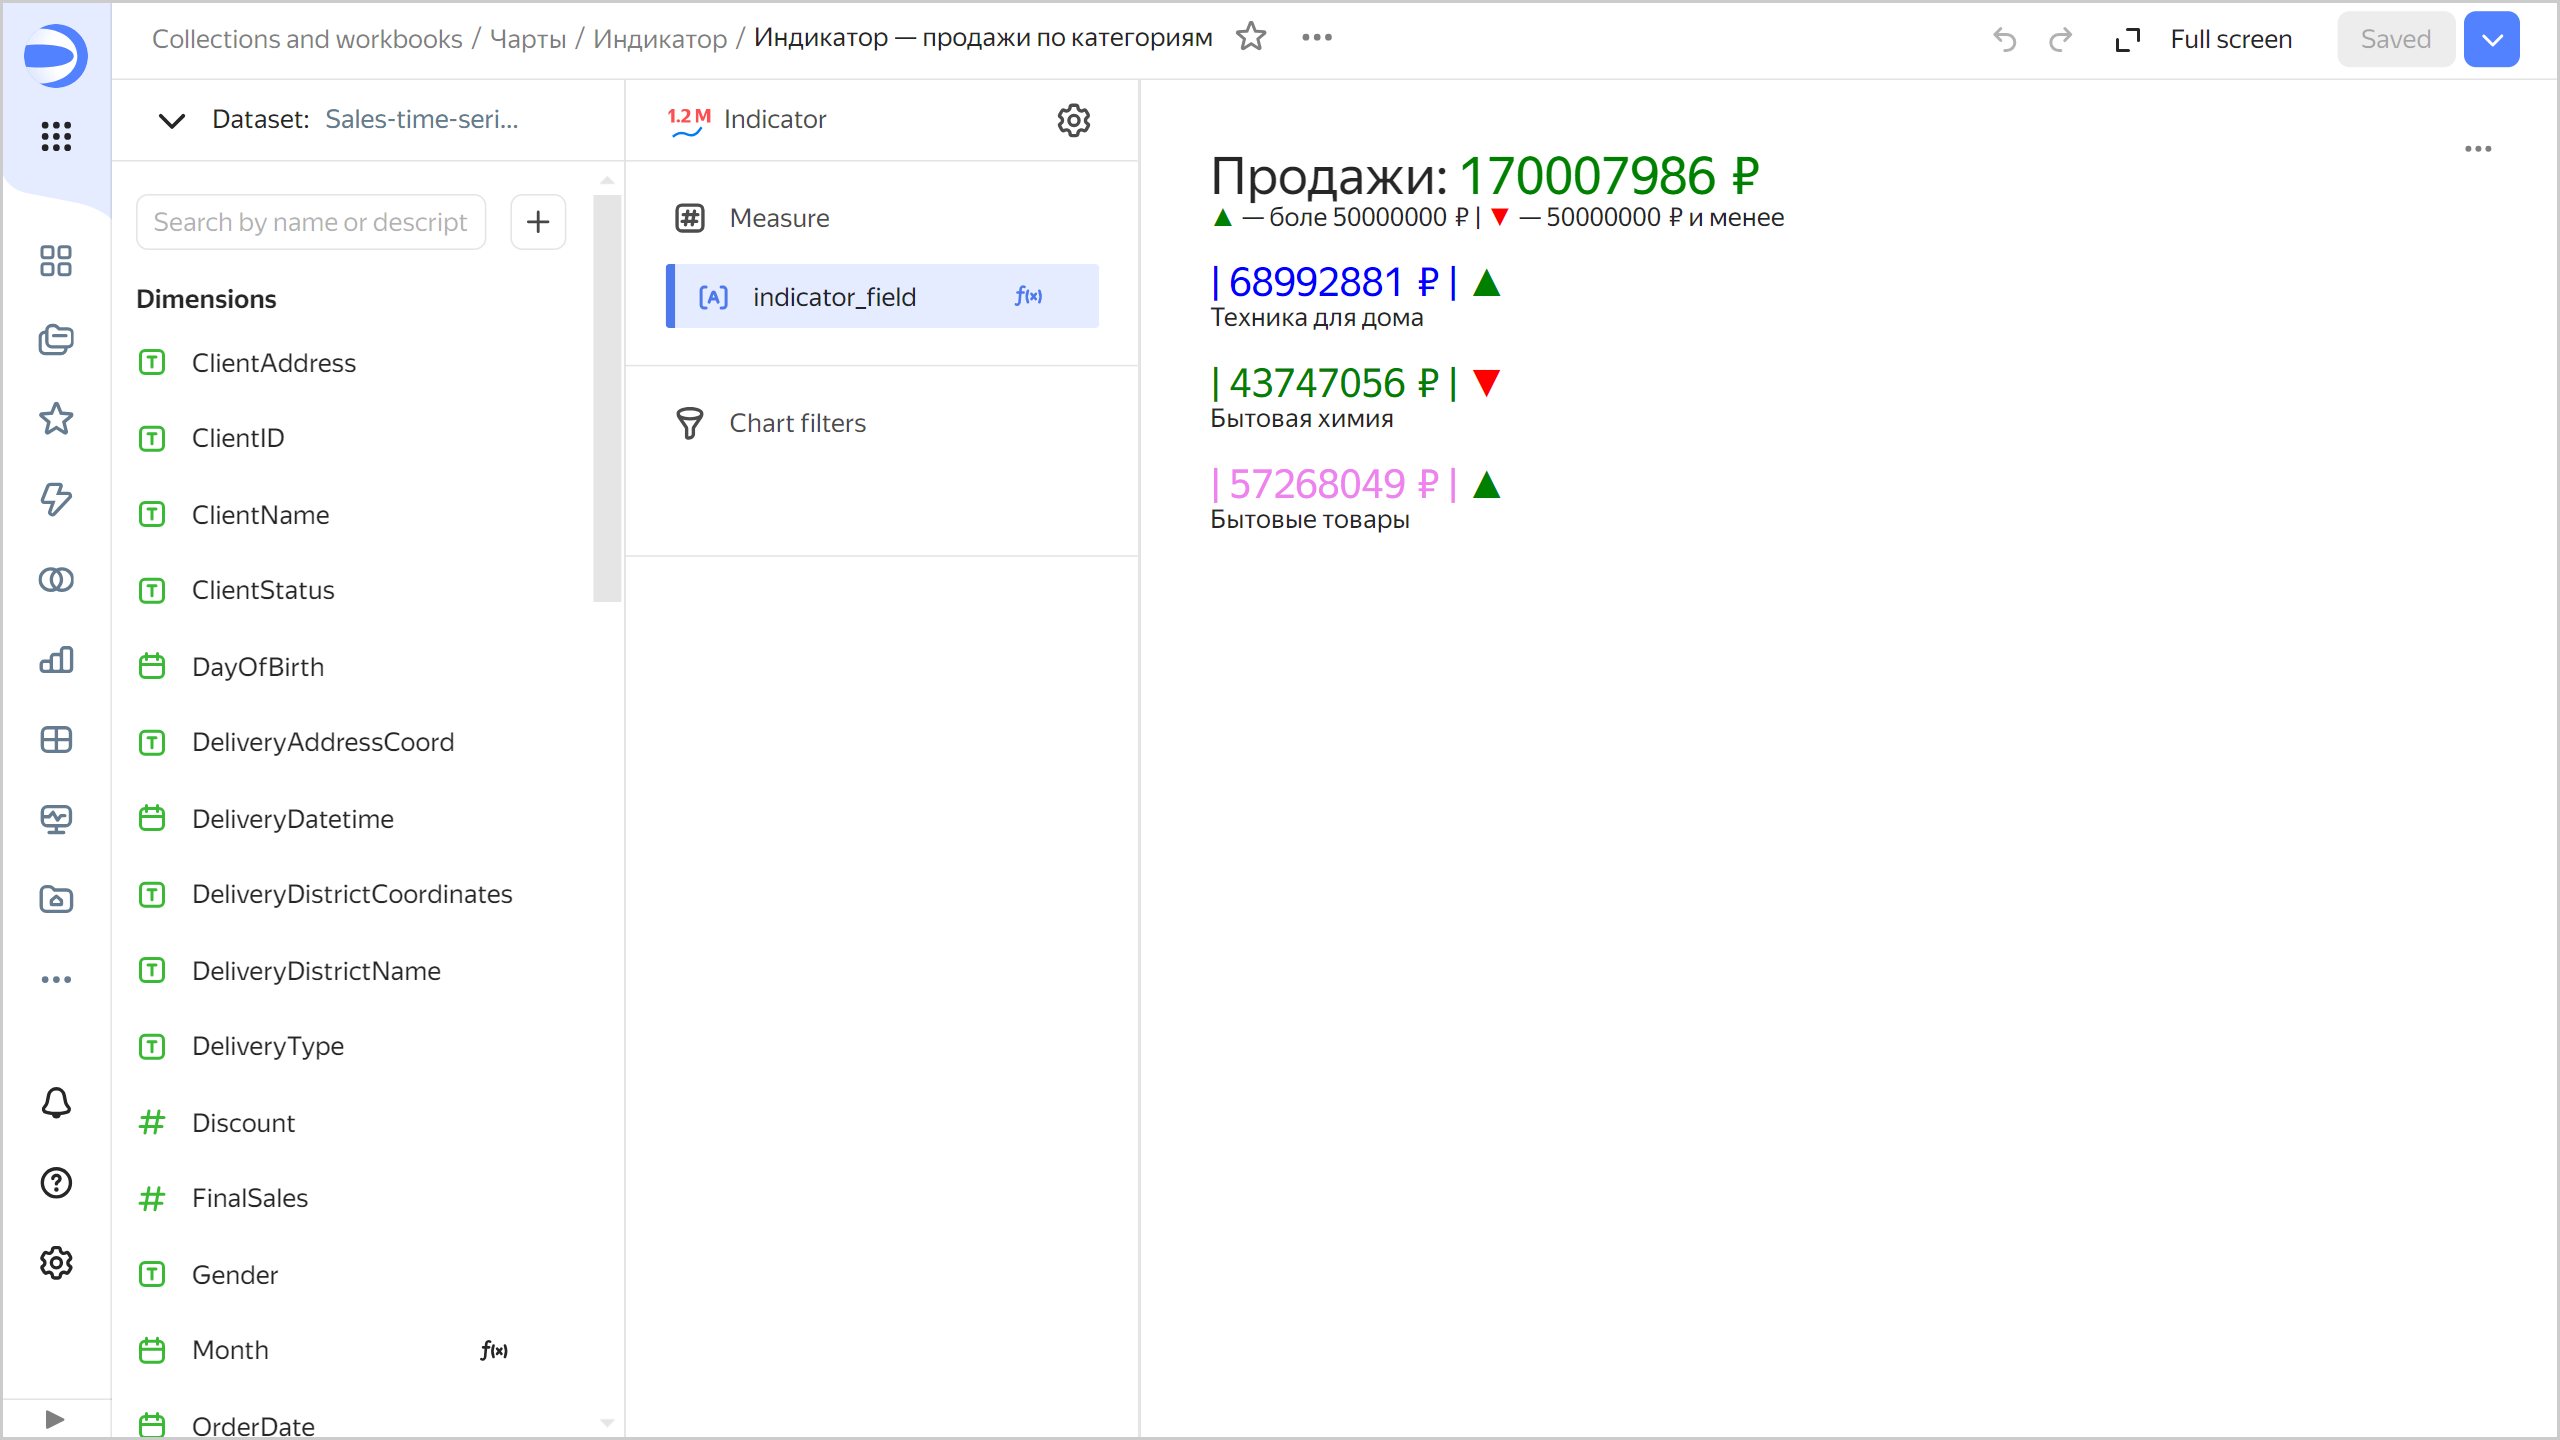 Collections and workbooks / Чарты / Индикатор / Индикатор — продажи по категориям
Full screen
Saved
Dataset: Sales-time-seri...
Search by name or descript
Dimensions
ClientAddress
ClientID
ClientName
ClientStatus
DayOfBirth
DeliveryAddressCoord
DeliveryDatetime
DeliveryDistrictCoordinates
DeliveryDistrictName
DeliveryType
Discount
FinalSales
Gender
Month f(x)
OrderDate
1.2 M Indicator
Measure
indicator_field f(x)
Chart filters
Продажи: 170007986 ₽
▲ — боле 50000000 ₽ | ▼ — 50000000 ₽ и менее
| 68992881 ₽ | ▲
Техника для дома
| 43747056 ₽ | ▼
Бытовая химия
| 57268049 ₽ | ▲
Бытовые товары